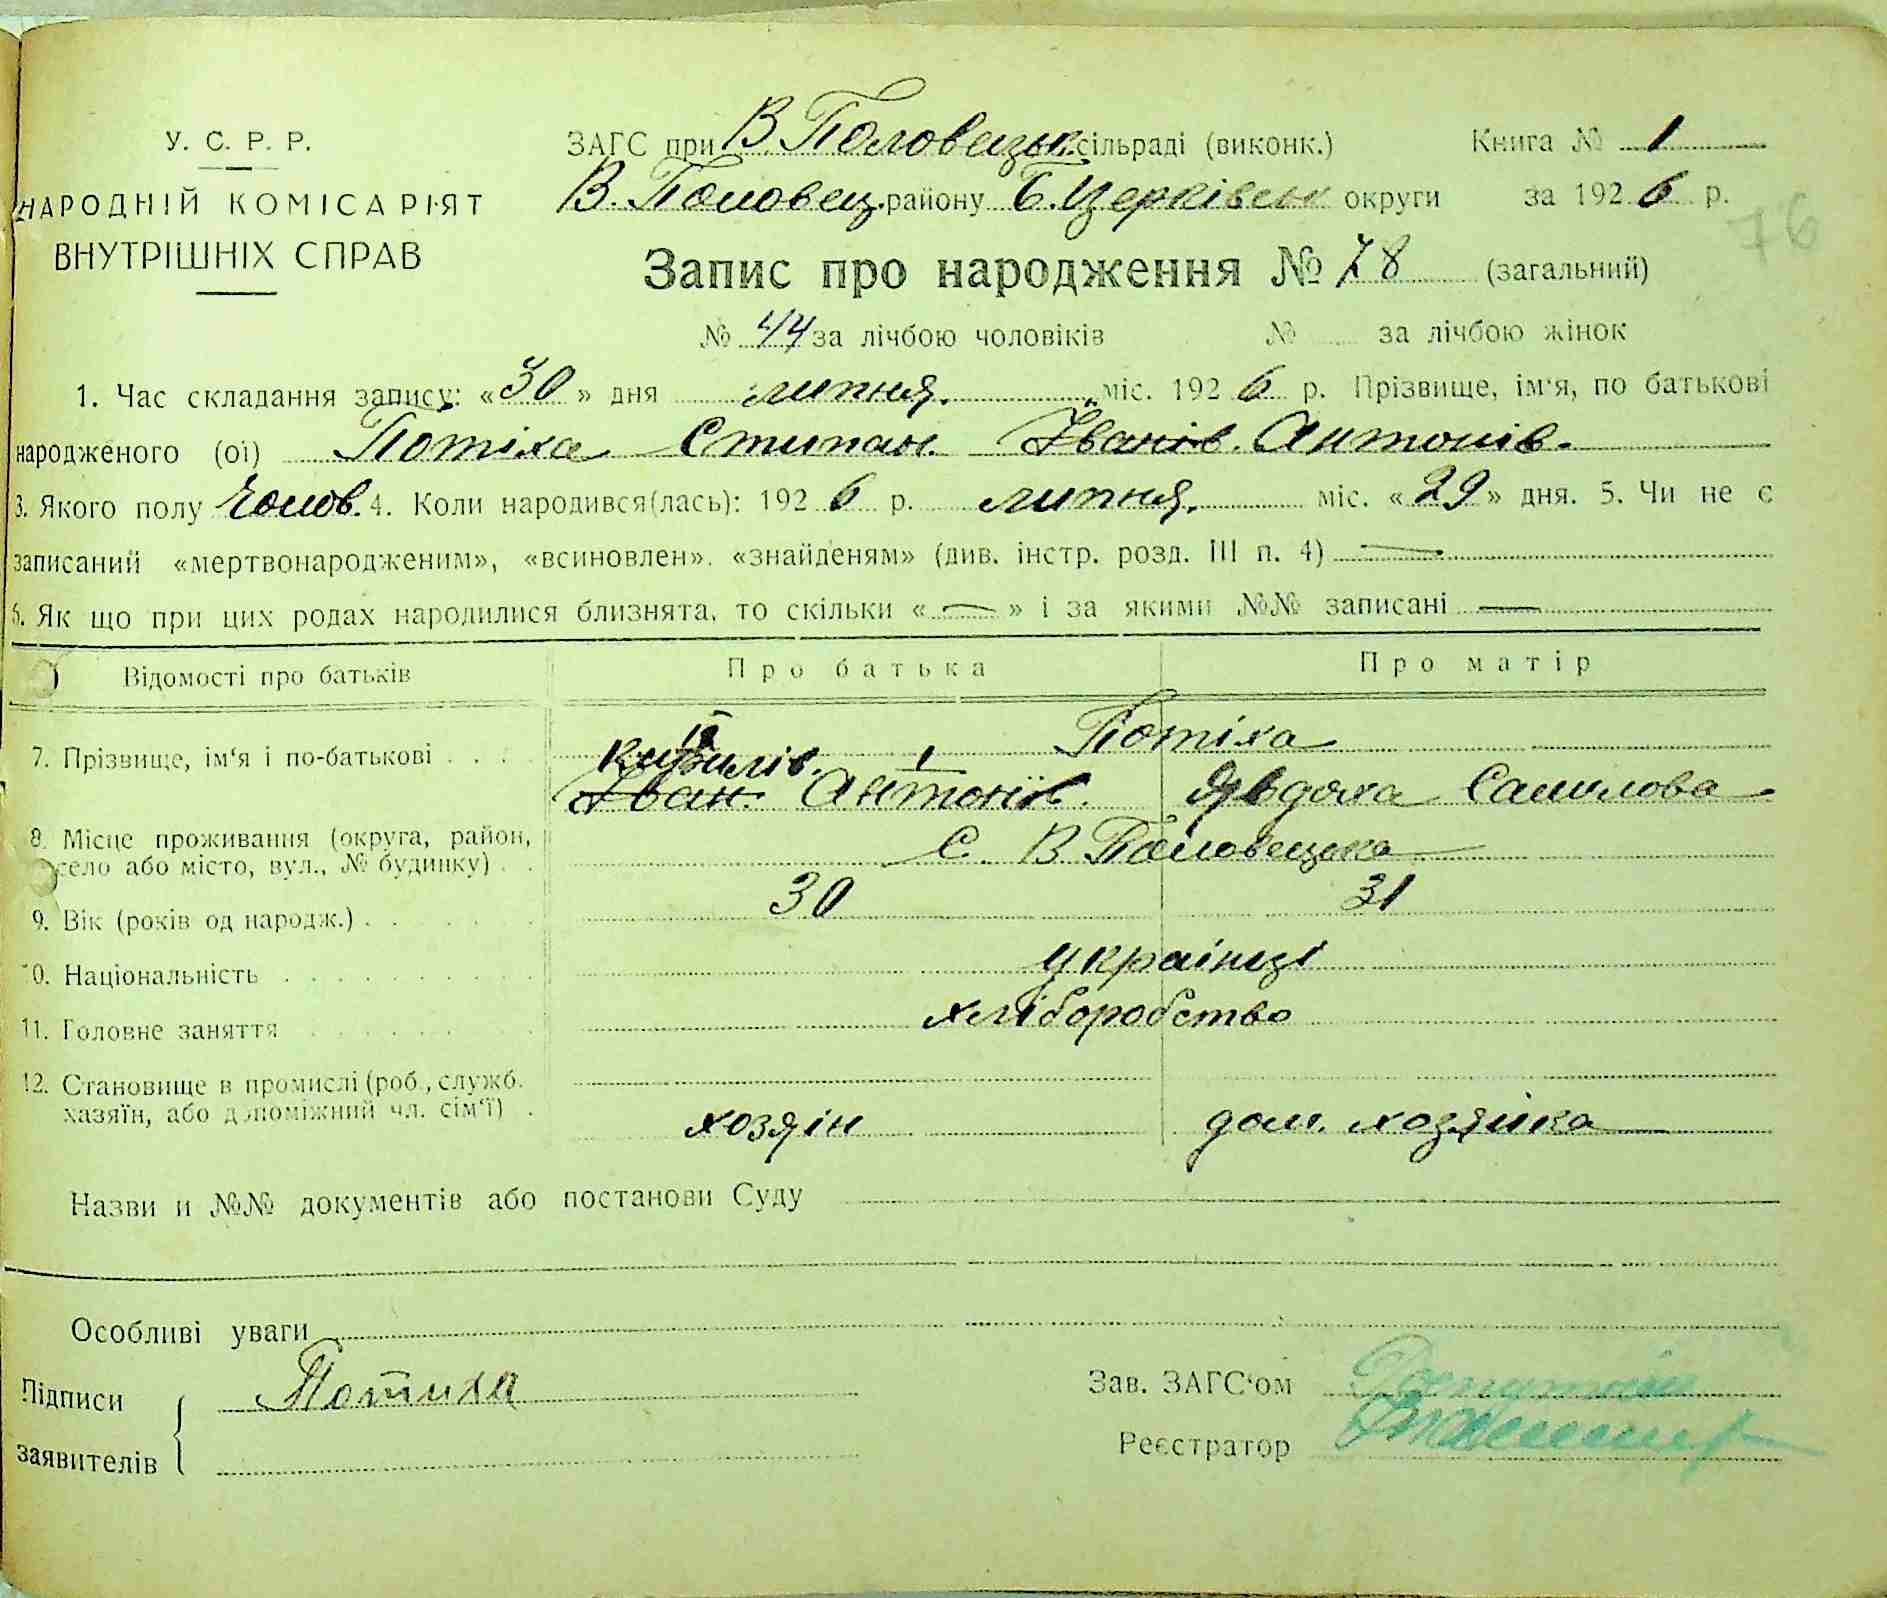 У. С. Р. Р.
НАРОДНІЙ КОМІСАРІЯТ
ВНУТРІШНІХ СПРАВ
ЗАГС при В. Половецьк. сільраді (виконк.) Книга № 1
В. Половец. району Б. Церківськ округи за 1926 р.
76
Запис про народження № 78 (загальний)
№ 44 за лічбою чоловіків № за лічбою жінок
1. Час складання запису: «30» дня липня. міс. 1926 р. Прізвище, ім'я, по батькові
народженого (ої) Потіха Степан. Іванів. Антонів.
3. Якого полу Чолов. 4. Коли народився(лась): 1926 р. липня. міс. «29» дня. 5. Чи не є
записаний «мертвонародженим», «всиновлен». «знайденям» (див. інстр. розд. III п. 4) —
6. Як що при цих родах народилися близнята, то скільки «—» і за якими №№ записані —
Відомості про батьків Про батька Про матір
7. Прізвище, ім'я і по-батькові . . . . Потіха
Іван. Антонів. Явдоха Самилова
8. Місце проживання (округа, район,
село або місто, вул., № будинку) . . с. В. Половецьке
9. Вік (років од народж.) . . . . 30 31
10. Національність . . . . . українці
11. Головне заняття . . . . . хліборобство
12. Становище в промислі (роб., служб.
хазяїн, або допоміжний чл. сім'ї) . хозяін дом. хозяйка
Назви и №№ документів або постанови Суду
Особливі уваги
Підписи
заявителів
Потиха
Зав. ЗАГС'ом
Реєстратор